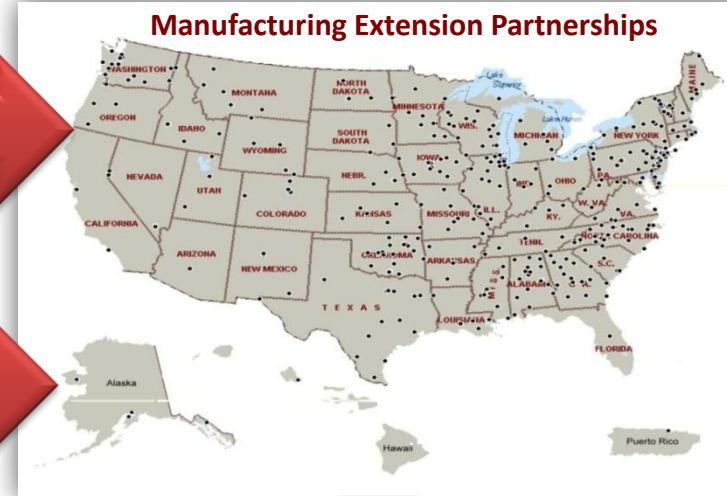 Manufacturing Extension Partnerships
WASHINGTON
MONTANA
NORTH
DAKOTA
MINNESOTA
Lake
Superior
MAINE
OREGON
IDAHO
SOUTH
DAKOTA
WIS.
Lake Huron
MICHIGAN
NEW YORK
WYOMING
IOWA
NEVADA
UTAH
NEBR.
IND.
OHIO
PA.
COLORADO
KANSAS
MISSOURI
ILL.
KY.
W. VA.
VA.
CALIFORNIA
ARIZONA
NEW MEXICO
OKLAHOMA
ARKANSAS
TENN.
NORTH CAROLINA
S.C.
TEXAS
LOUISIANA
MISS
ALABAMA
GA.
FLORIDA
Alaska
Hawaii
Puerto Rico